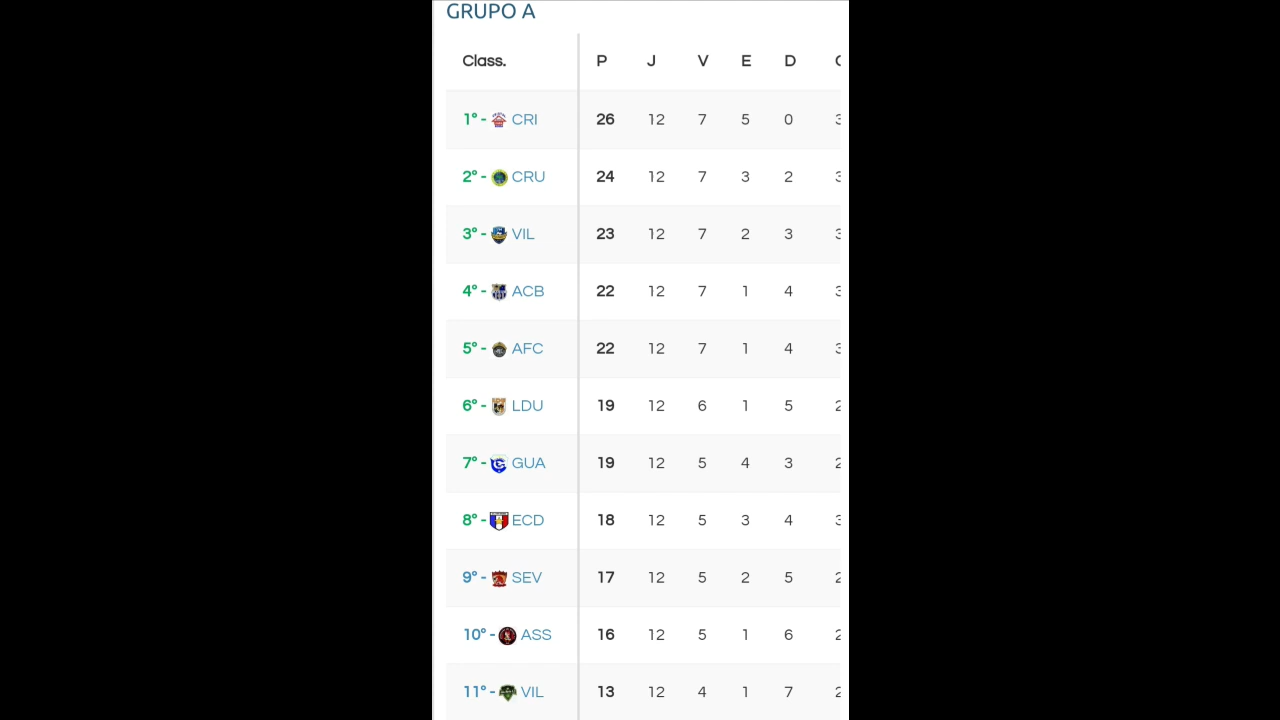 GRUPO A
Class. P J V E D
1º - CRI 26 12 7 5 0
2º - CRU 24 12 7 3 2
3º - VIL 23 12 7 2 3
4º - ACB 22 12 7 1 4
5º - AFC 22 12 7 1 4
6º - LDU 19 12 6 1 5
7º - GUA 19 12 5 4 3
8º - ECD 18 12 5 3 4
9º - SEV 17 12 5 2 5
10º - ASS 16 12 5 1 6
11º - VIL 13 12 4 1 7